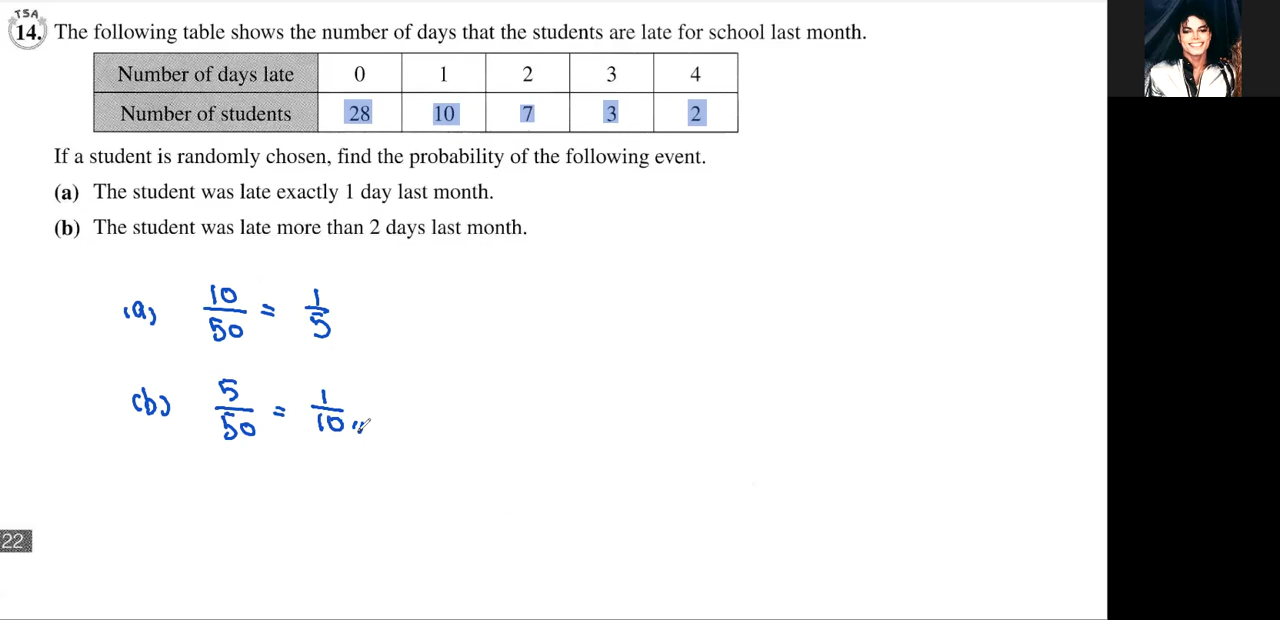 TSA
14. The following table shows the number of days that the students are late for school last month.
Number of days late 0 1 2 3 4
Number of students 28 10 7 3 2
If a student is randomly chosen, find the probability of the following event.
(a) The student was late exactly 1 day last month.
(b) The student was late more than 2 days last month.
(a) 10/50 = 1/5
(b) 5/50 = 1/10
22